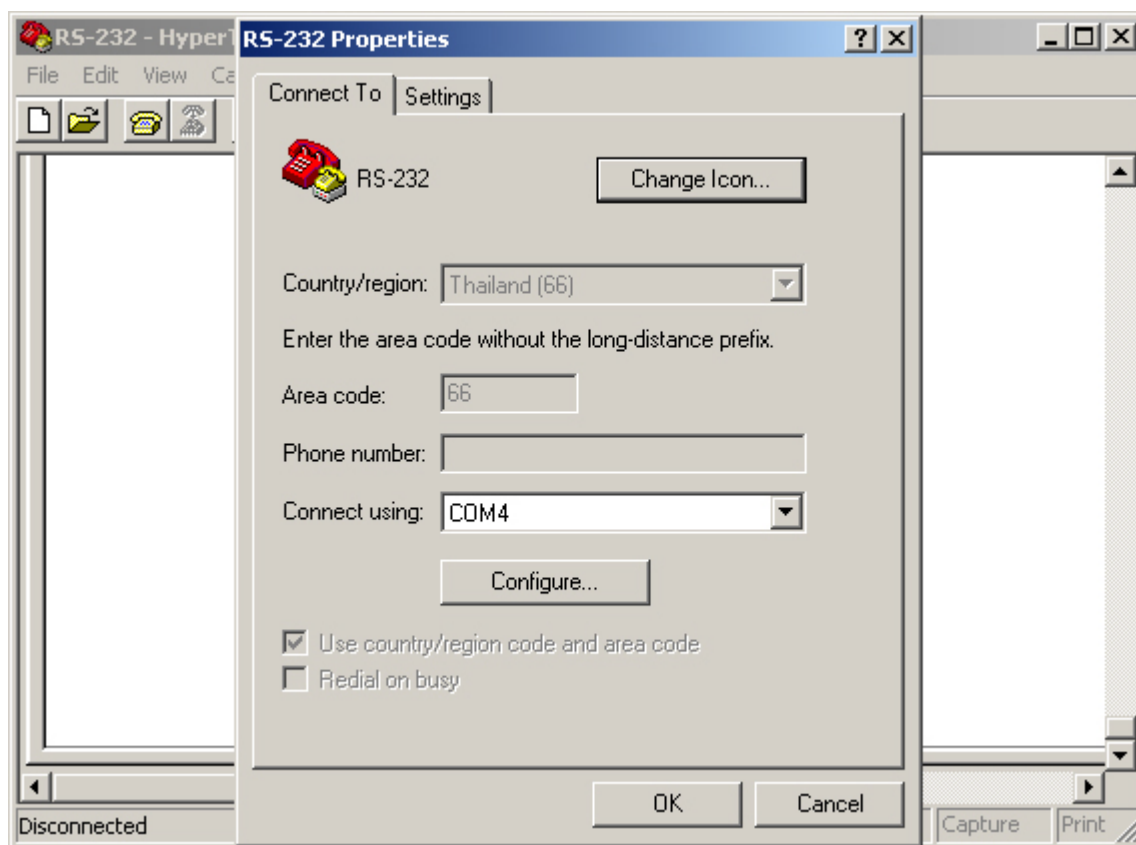 RS-232 - HyperT
File Edit View Ca
RS-232 Properties
Connect To Settings
RS-232 Change Icon...
Country/region: Thailand (66)
Enter the area code without the long-distance prefix.
Area code: 66
Phone number:
Connect using: COM4
Configure...
Use country/region code and area code
Redial on busy
OK Cancel
Disconnected Capture Print